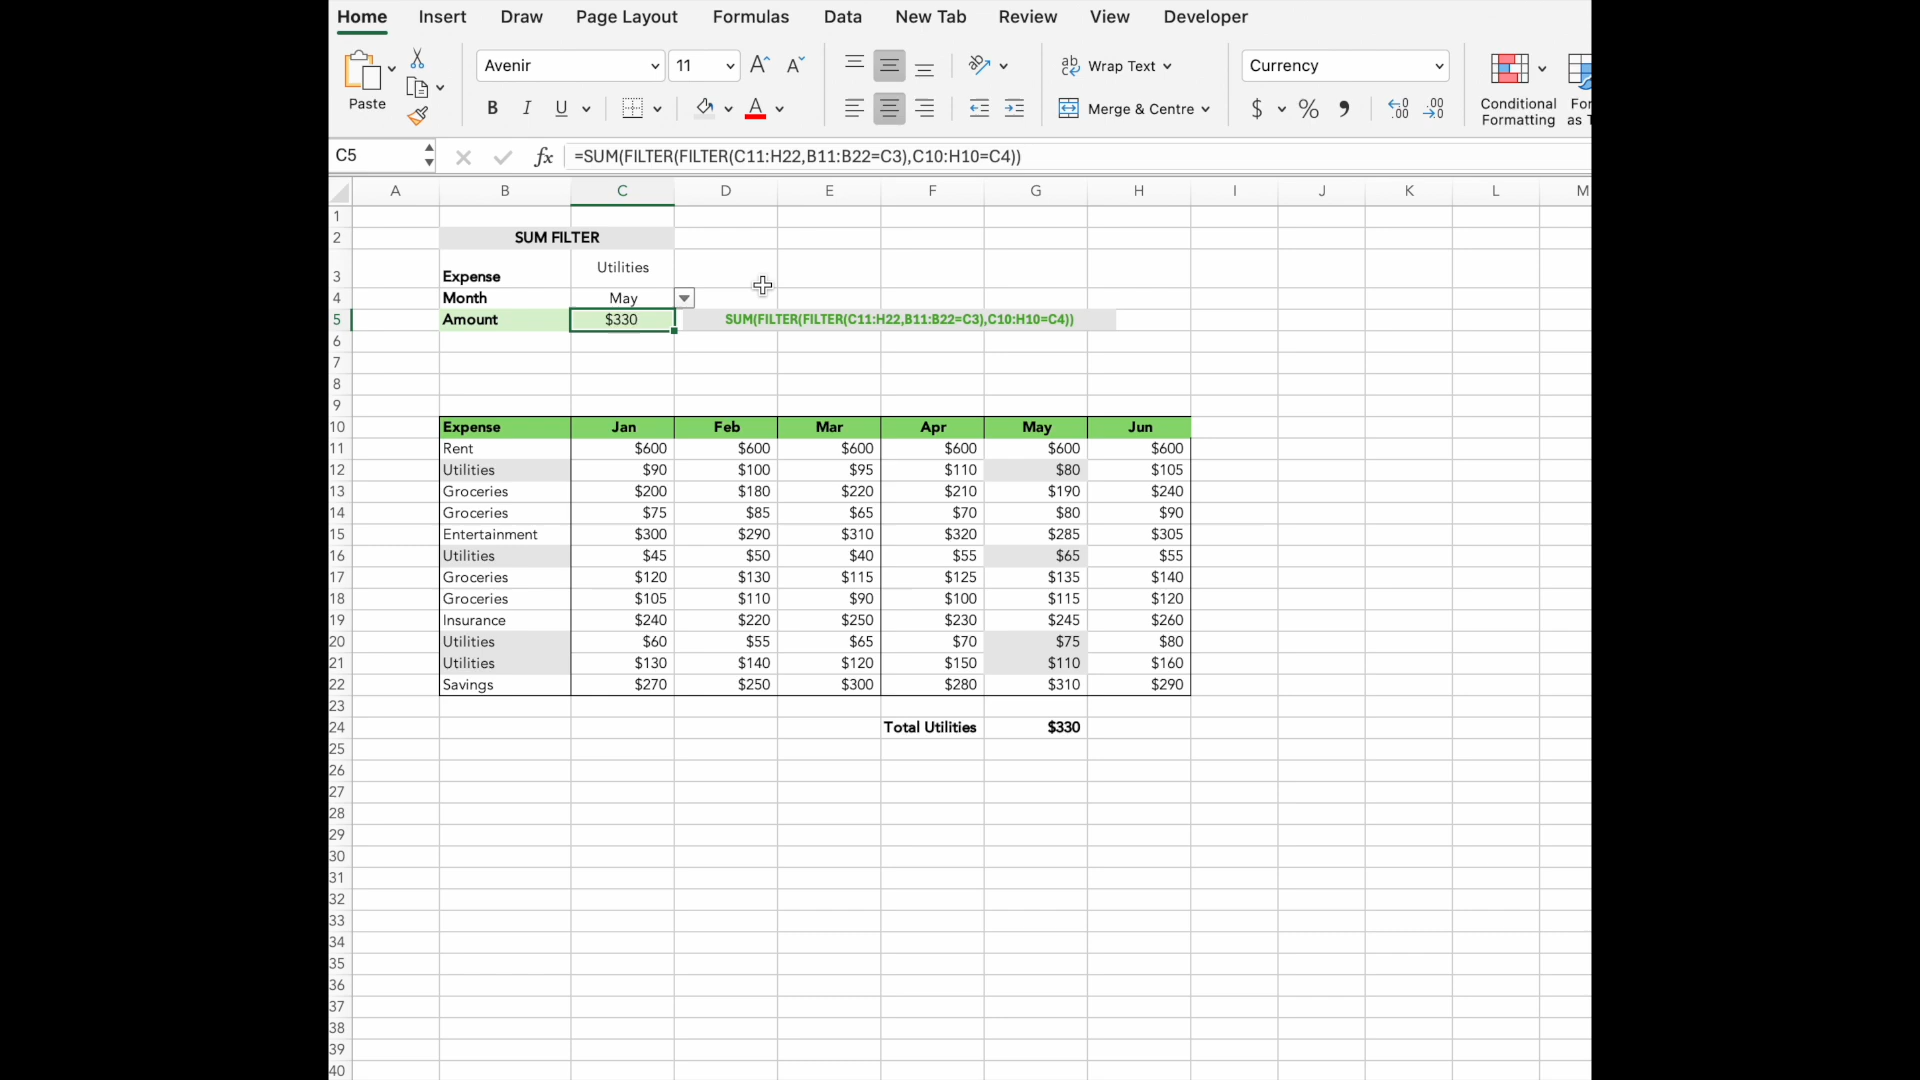 Home Insert Draw Page Layout Formulas Data New Tab Review View Developer
Avenir 11 ab Wrap Text Currency
Paste B I U A Merge & Centre $ % Conditional Formatting
C5 fx =SUM(FILTER(FILTER(C11:H22,B11:B22=C3),C10:H10=C4))
A B C D E F G H I J K L M
1
2 SUM FILTER
3 Expense Utilities
4 Month May
5 Amount $330 SUM(FILTER(FILTER(C11:H22,B11:B22=C3),C10:H10=C4))
6
7
8
9
10 Expense Jan Feb Mar Apr May Jun
11 Rent $600 $600 $600 $600 $600 $600
12 Utilities $90 $100 $95 $110 $80 $105
13 Groceries $200 $180 $220 $210 $190 $240
14 Groceries $75 $85 $65 $70 $80 $90
15 Entertainment $300 $290 $310 $320 $285 $305
16 Utilities $45 $50 $40 $55 $65 $55
17 Groceries $120 $130 $115 $125 $135 $140
18 Groceries $105 $110 $90 $100 $115 $120
19 Insurance $240 $220 $250 $230 $245 $260
20 Utilities $60 $55 $65 $70 $75 $80
21 Utilities $130 $140 $120 $150 $110 $160
22 Savings $270 $250 $300 $280 $310 $290
23
24 Total Utilities $330
25
26
27
28
29
30
31
32
33
34
35
36
37
38
39
40